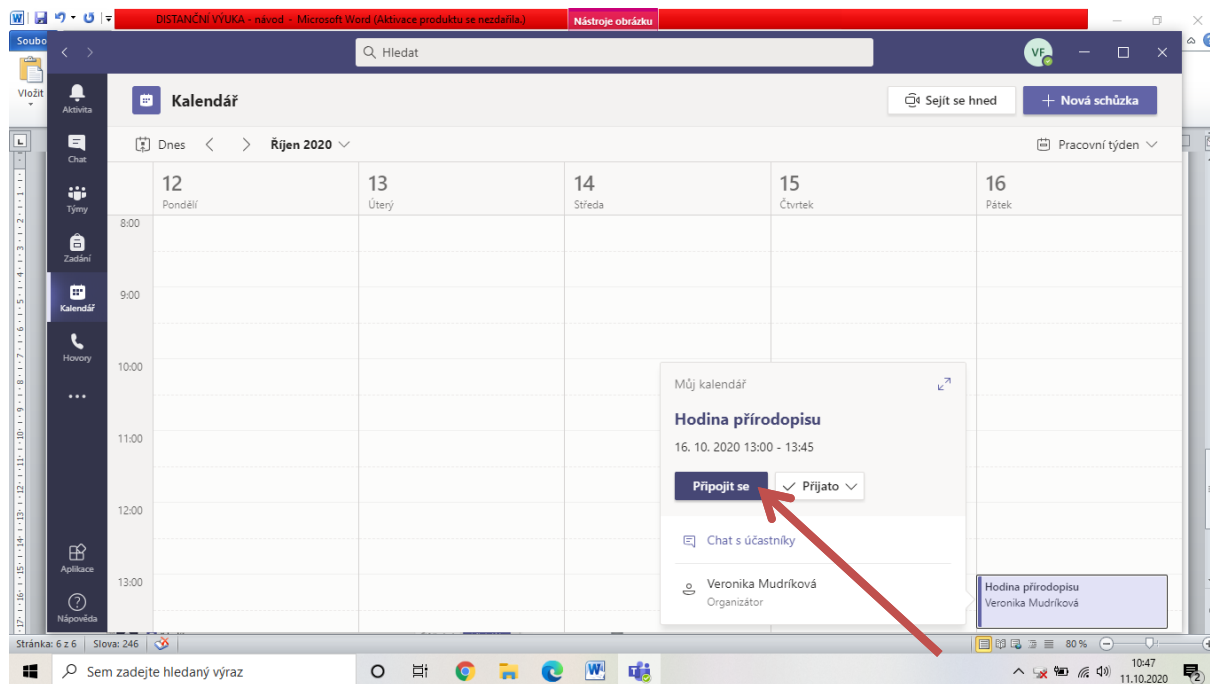 DISTANČNÍ VÝUKA - návod - Microsoft Word (Aktivace produktu se nezdařila.)
Nástroje obrázku
Soubo
Vložit
Hledat
VF
Aktivita
Chat
Týmy
Zadání
Kalendář
Hovory
Aplikace
Nápověda
Kalendář
Sejít se hned
Nová schůzka
Dnes
Říjen 2020
Pracovní týden
12
Pondělí
13
Úterý
14
Středa
15
Čtvrtek
16
Pátek
8:00
9:00
10:00
11:00
12:00
13:00
Můj kalendář
Hodina přírodopisu
16. 10. 2020 13:00 - 13:45
Připojit se
Přijato
Chat s účastníky
Veronika Mudríková
Organizátor
Hodina přírodopisu
Veronika Mudríková
Stránka: 6 z 6
Slova: 246
80 %
Sem zadejte hledaný výraz
10:47
11.10.2020
2